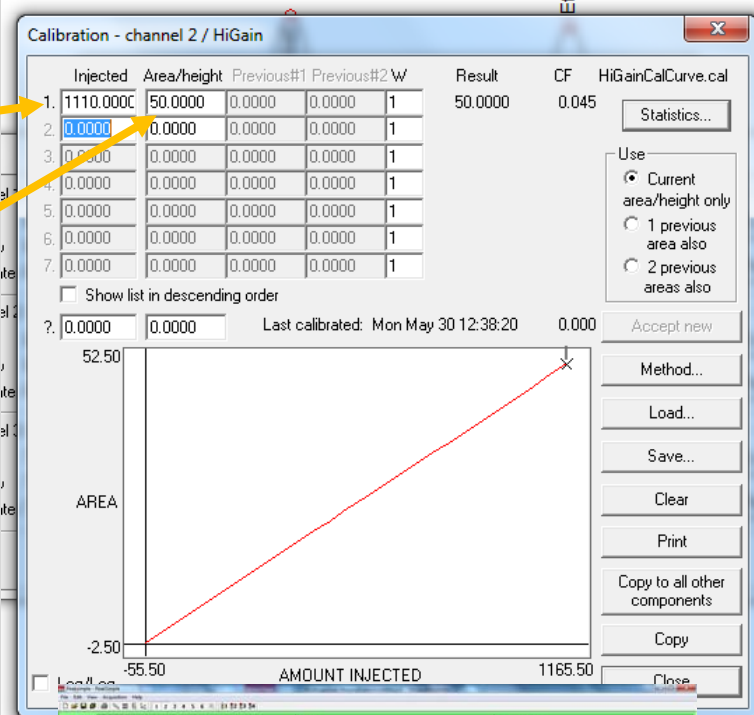 Calibration - channel 2 / HiGain
Injected Area/height Previous#1 Previous#2 W Result CF HiGainCalCurve.cal
1. 1110.0000 50.0000 0.0000 0.0000 1 50.0000 0.045 Statistics...
2. 0.0000 0.0000 0.0000 0.0000 1
3. 0.0000 0.0000 0.0000 0.0000 1
4. 0.0000 0.0000 0.0000 0.0000 1
5. 0.0000 0.0000 0.0000 0.0000 1
6. 0.0000 0.0000 0.0000 0.0000 1
7. 0.0000 0.0000 0.0000 0.0000 1
Use
Current
area/height only
1 previous
area also
2 previous
areas also
Show list in descending order
?. 0.0000 0.0000 Last calibrated: Mon May 30 12:38:20 0.000 Accept new
52.50
AREA
-2.50
-55.50 AMOUNT INJECTED 1165.50
Method...
Load...
Save...
Clear
Print
Copy to all other
components
Copy
Close